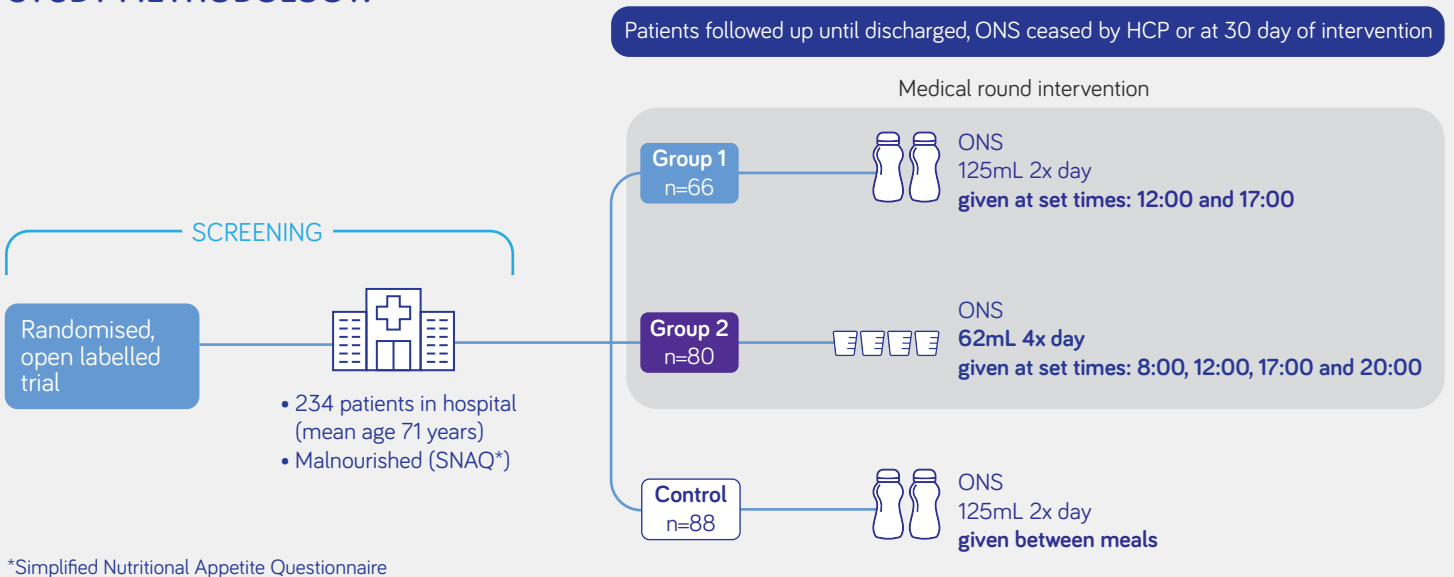 Patients followed up until discharged, ONS ceased by HCP or at 30 day of intervention
Medical round intervention
Group 1
n=66
ONS
125mL 2x day
given at set times: 12:00 and 17:00
SCREENING
Randomised,
open labelled
trial
• 234 patients in hospital
(mean age 71 years)
• Malnourished (SNAQ*)
Group 2
n=80
ONS
62mL 4x day
given at set times: 8:00, 12:00, 17:00 and 20:00
Control
n=88
ONS
125mL 2x day
given between meals
*Simplified Nutritional Appetite Questionnaire